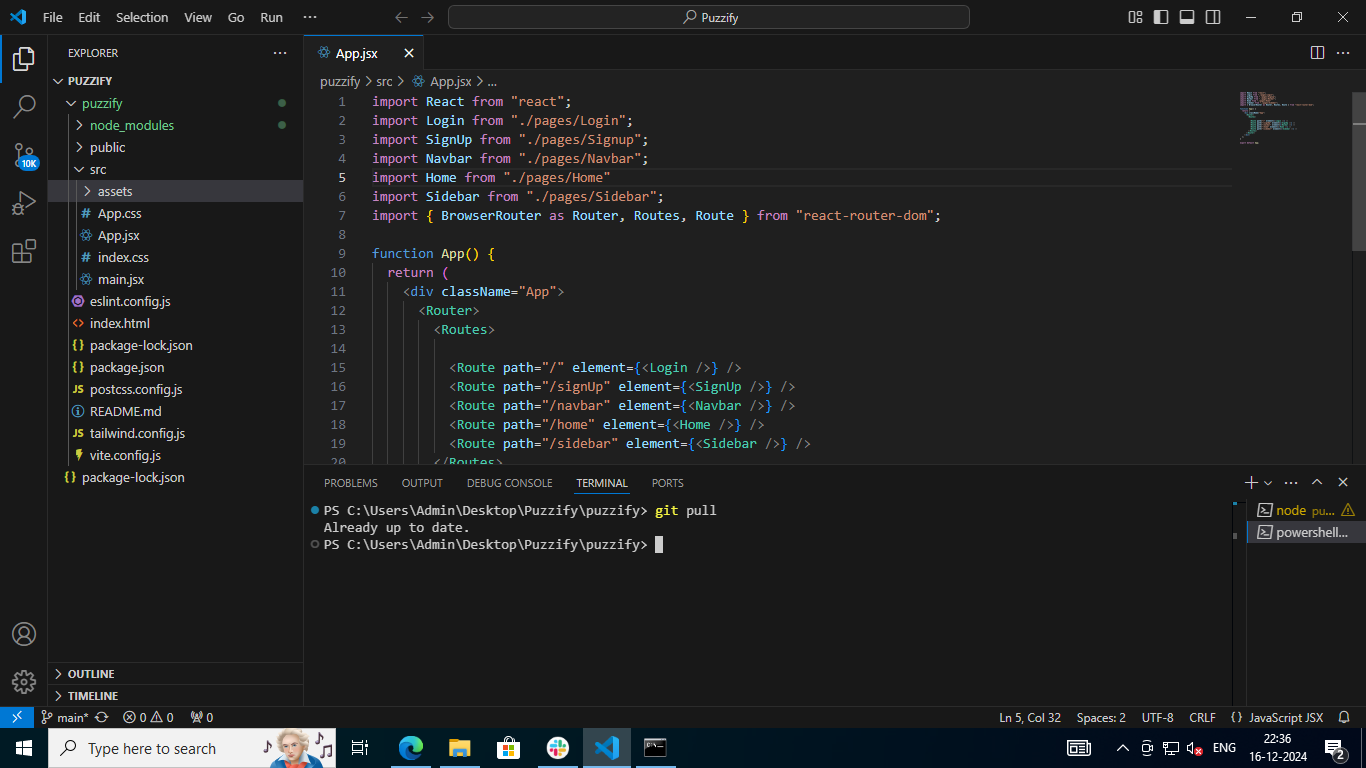 File Edit Selection View Go Run ···
Puzzify
EXPLORER
App.jsx
PUZZIFY
puzzify
node_modules
public
src
assets
App.css
App.jsx
index.css
main.jsx
eslint.config.js
index.html
package-lock.json
package.json
postcss.config.js
README.md
tailwind.config.js
vite.config.js
package-lock.json
OUTLINE
TIMELINE
10K
puzzify > src > App.jsx > ...
1 import React from "react";
2 import Login from "./pages/Login";
3 import SignUp from "./pages/Signup";
4 import Navbar from "./pages/Navbar";
5 import Home from "./pages/Home"
6 import Sidebar from "./pages/Sidebar";
7 import { BrowserRouter as Router, Routes, Route } from "react-router-dom";
8
9 function App() {
10 return (
11 <div className="App">
12 <Router>
13 <Routes>
14
15 <Route path="/" element={<Login />} />
16 <Route path="/signUp" element={<SignUp />} />
17 <Route path="/navbar" element={<Navbar />} />
18 <Route path="/home" element={<Home />} />
19 <Route path="/sidebar" element={<Sidebar />} />
20 </Routes>
PROBLEMS OUTPUT DEBUG CONSOLE TERMINAL PORTS
PS C:\Users\Admin\Desktop\Puzzify\puzzify> git pull
Already up to date.
PS C:\Users\Admin\Desktop\Puzzify\puzzify>
node pu...
powershell...
main* 0 0 0
Ln 5, Col 32 Spaces: 2 UTF-8 CRLF {} JavaScript JSX
Type here to search
ENG
22:36
16-12-2024
2